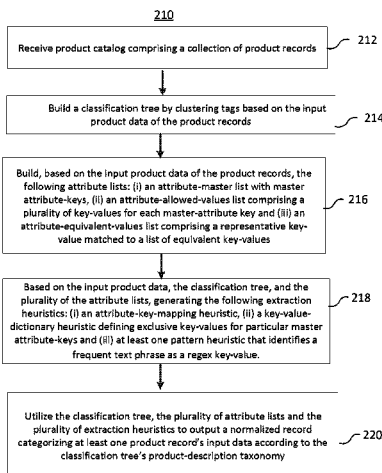 210
Receive product catalog comprising a collection of product records
212
Build a classification tree by clustering tags based on the input
product data of the product records
214
Build, based on the input product data of the product records, the
following attribute lists: (i) an attribute-master list with master
attribute-keys, (ii) an attribute-allowed-values list comprising a
plurality of key-values for each master-attribute key and (iii) an
attribute-equivalent-values list comprising a representative key-
value matched to a list of equivalent key-values
216
Based on the input product data, the classification tree, and the
plurality of the attribute lists, generating the following extraction
heuristics: (i) an attribute-key-mapping heuristic, (ii) a key-value-
dictionary heuristic defining exclusive key-values for particular master
attribute-keys and (iii) at least one pattern heuristic that identifies a
frequent text phrase as a regex key-value.
218
Utilize the classification tree, the plurality of attribute lists and the
plurality of extraction heuristics to output a normalized record
categorizing at least one product record's input data according to the
classification tree's product-description taxonomy
220